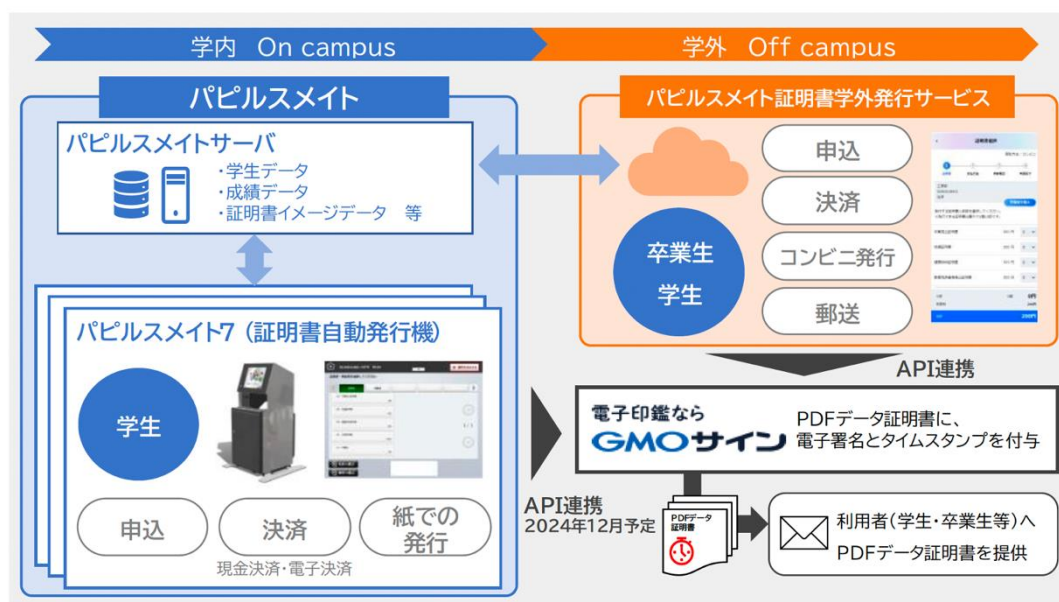 学内 On campus
学外 Off campus
パピルスメイト
パピルスメイトサーバ
・学生データ
・成績データ
・証明書イメージデータ 等
パピルスメイト7（証明書自動発行機）
学生
申込
決済
紙での
発行
現金決済・電子決済
パピルスメイト証明書学外発行サービス
卒業生
学生
申込
決済
コンビニ発行
郵送
API連携
API連携
2024年12月予定
電子印鑑なら
GMOサイン
PDFデータ証明書に、
電子署名とタイムスタンプを付与
PDFデータ
証明書
利用者（学生・卒業生等）へ
PDFデータ証明書を提供